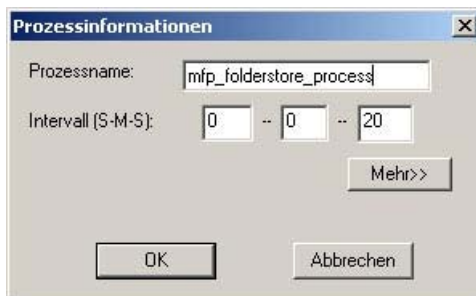 Prozessinformationen
Prozessname: mfp_folderstore_process
Intervall (S-M-S): 0 -- 0 -- 20
Mehr>>
OK Abbrechen